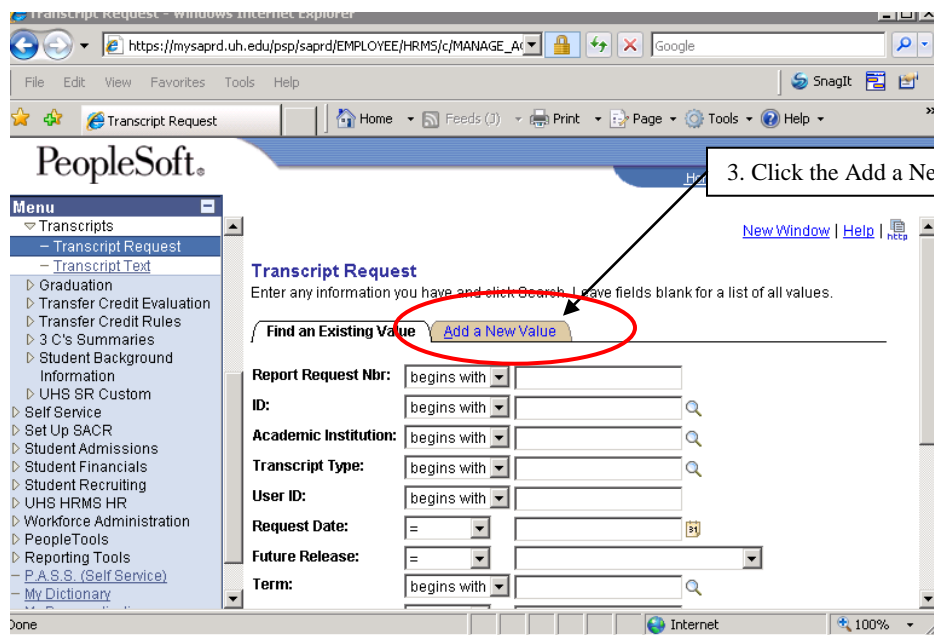 Transcript Request - Windows Internet Explorer
https://mysaprd.uh.edu/psp/saprd/EMPLOYEE/HRMS/c/MANAGE_A
Google
File Edit View Favorites Tools Help
SnagIt
Transcript Request
Home Feeds (J) Print Page Tools Help »
PeopleSoft®
3. Click the Add a Ne
Menu
Transcripts
Transcript Request
Transcript Text
Graduation
Transfer Credit Evaluation
Transfer Credit Rules
3 C's Summaries
Student Background
Information
UHS SR Custom
Self Service
Set Up SACR
Student Admissions
Student Financials
Student Recruiting
UHS HRMS HR
Workforce Administration
PeopleTools
Reporting Tools
P.A.S.S. (Self Service)
My Dictionary
New Window | Help | http
Transcript Request
Enter any information you have and click Search. Leave fields blank for a list of all values.
Find an Existing Value Add a New Value
Report Request Nbr: begins with
ID: begins with
Academic Institution: begins with
Transcript Type: begins with
User ID: begins with
Request Date: = 31
Future Release: =
Term: begins with
Done Internet 100%